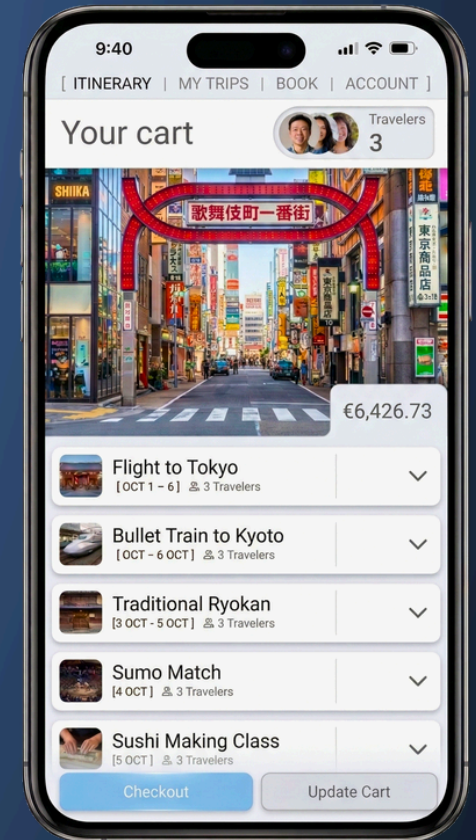 9:40
[ ITINERARY | MY TRIPS | BOOK | ACCOUNT ]
Your cart
Travelers
3
SHIIKA
歌舞伎町一番街
東京商品店
€6,426.73
Flight to Tokyo
[OCT 1 – 6] 3 Travelers
Bullet Train to Kyoto
[OCT – 6 OCT] 3 Travelers
Traditional Ryokan
[3 OCT - 5 OCT] 3 Travelers
Sumo Match
[4 OCT] 3 Travelers
Sushi Making Class
[5 OCT] 3 Travelers
Checkout
Update Cart